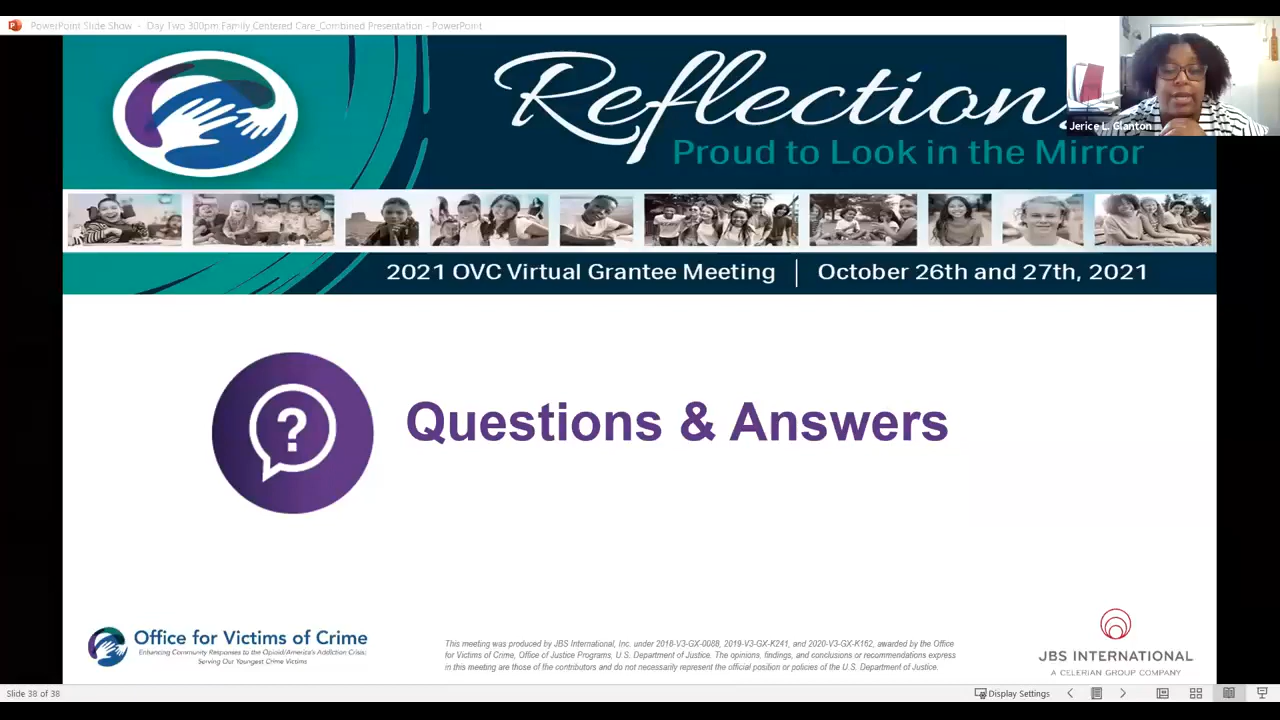 PowerPoint Slide Show - Day Two 300pm Family Centered Care_Combined Presentation - PowerPoint
Reflection
Jerice L. Glanton
Proud to Look in the Mirror
2021 OVC Virtual Grantee Meeting | October 26th and 27th, 2021
?
Questions & Answers
Office for Victims of Crime
Enhancing Community Responses to the Opioid/America's Addiction Crisis:
Serving Our Youngest Crime Victims
This meeting was produced by JBS International, Inc. under 2018-V3-GX-0088, 2019-V3-GX-K241, and 2020-V3-GX-K162, awarded by the Office
for Victims of Crime, Office of Justice Programs, U.S. Department of Justice. The opinions, findings, and conclusions or recommendations express
in this meeting are those of the contributors and do not necessarily represent the official position or policies of the U.S. Department of Justice.
JBS INTERNATIONAL
A CELERIAN GROUP COMPANY
Slide 38 of 38
Display Settings